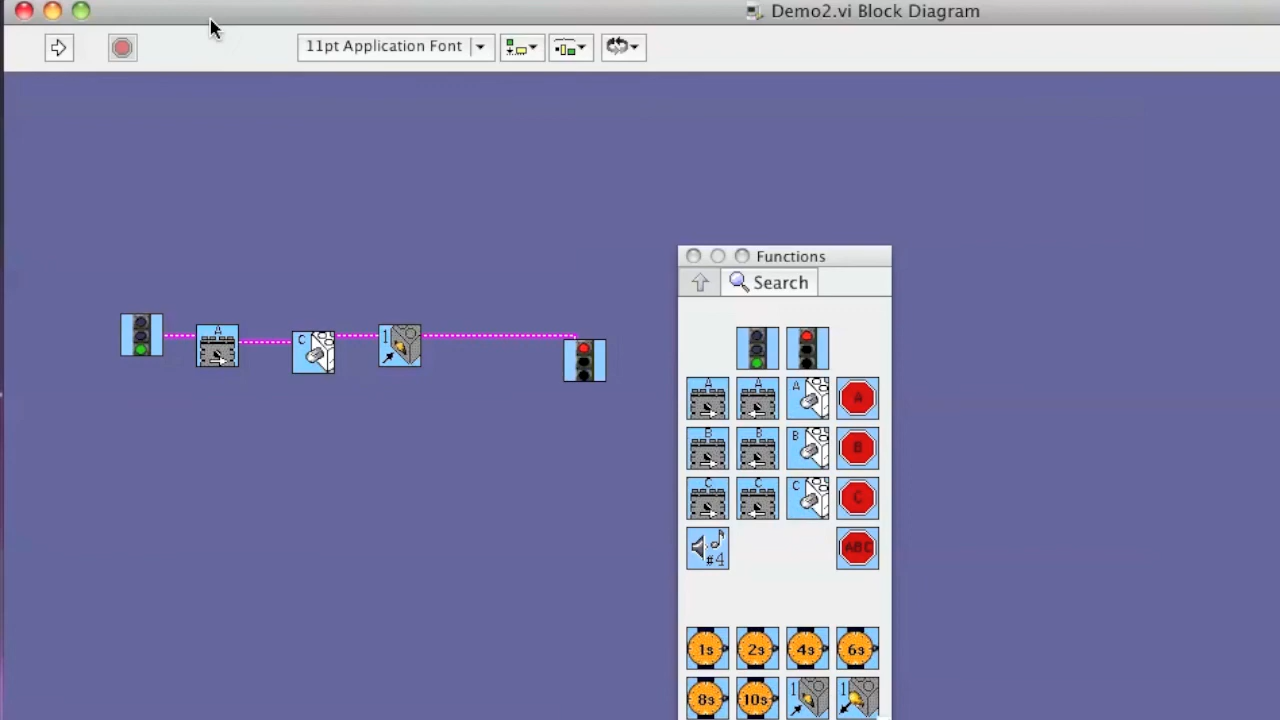 Demo2.vi Block Diagram
11pt Application Font
A
C
1
Functions
Search
A A A A
B B B B
C C C C
#4 ABC
1s 2s 4s 6s
8s 10s 1 1